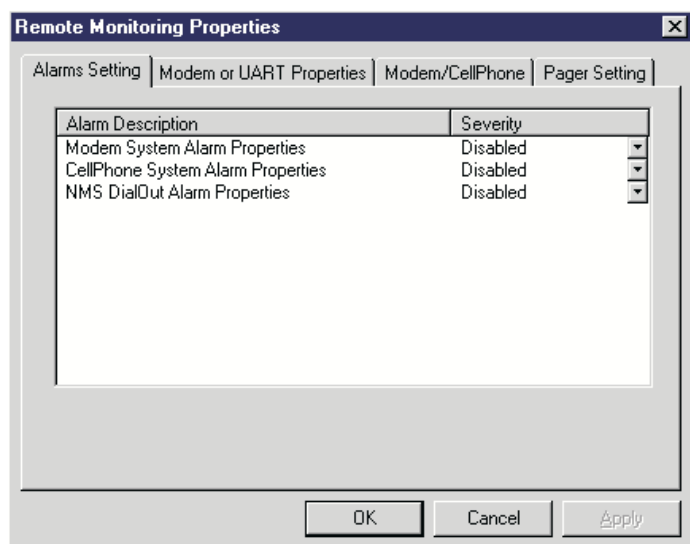 Remote Monitoring Properties
Alarms Setting
Modem or UART Properties
Modem/CellPhone
Pager Setting
Alarm Description Severity
Modem System Alarm Properties Disabled
CellPhone System Alarm Properties Disabled
NMS DialOut Alarm Properties Disabled
OK
Cancel
Apply